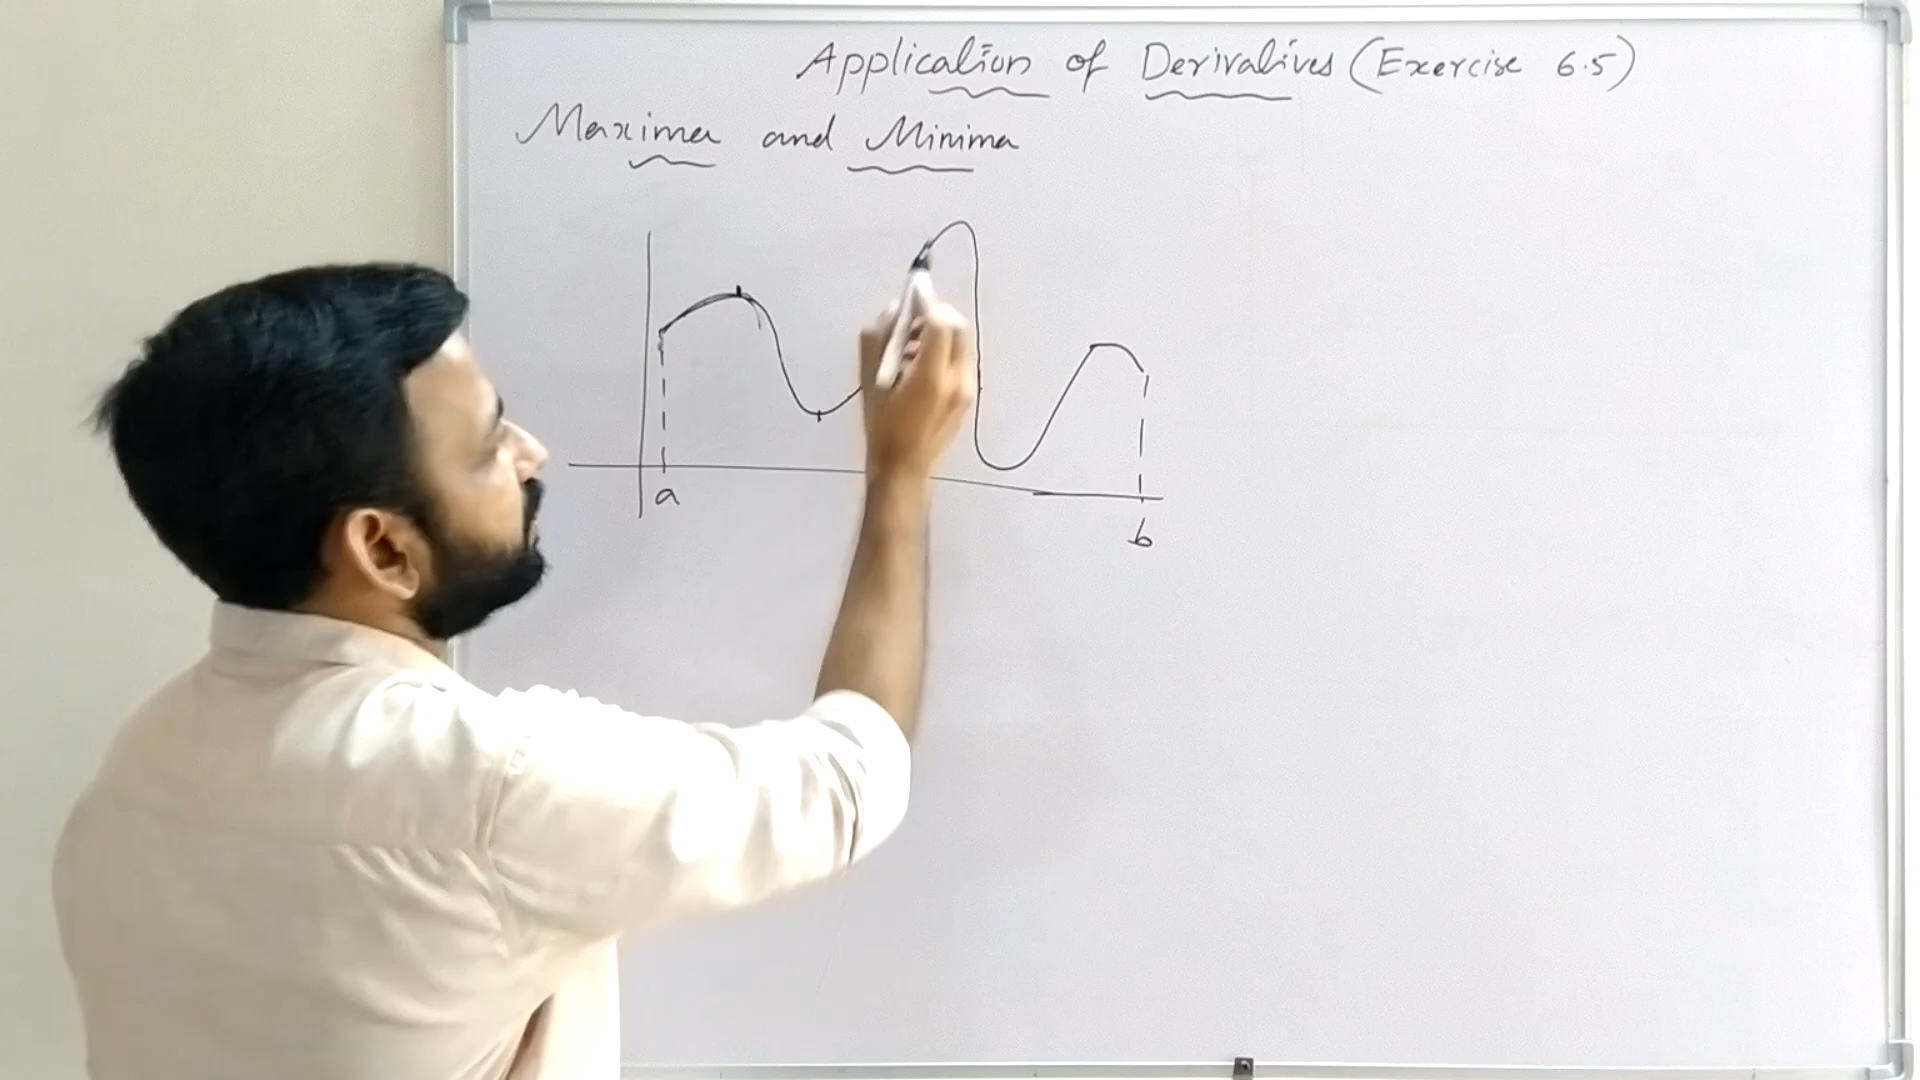 Application of Derivatives (Exercise 6.5)
Maxima and Minima
a
b